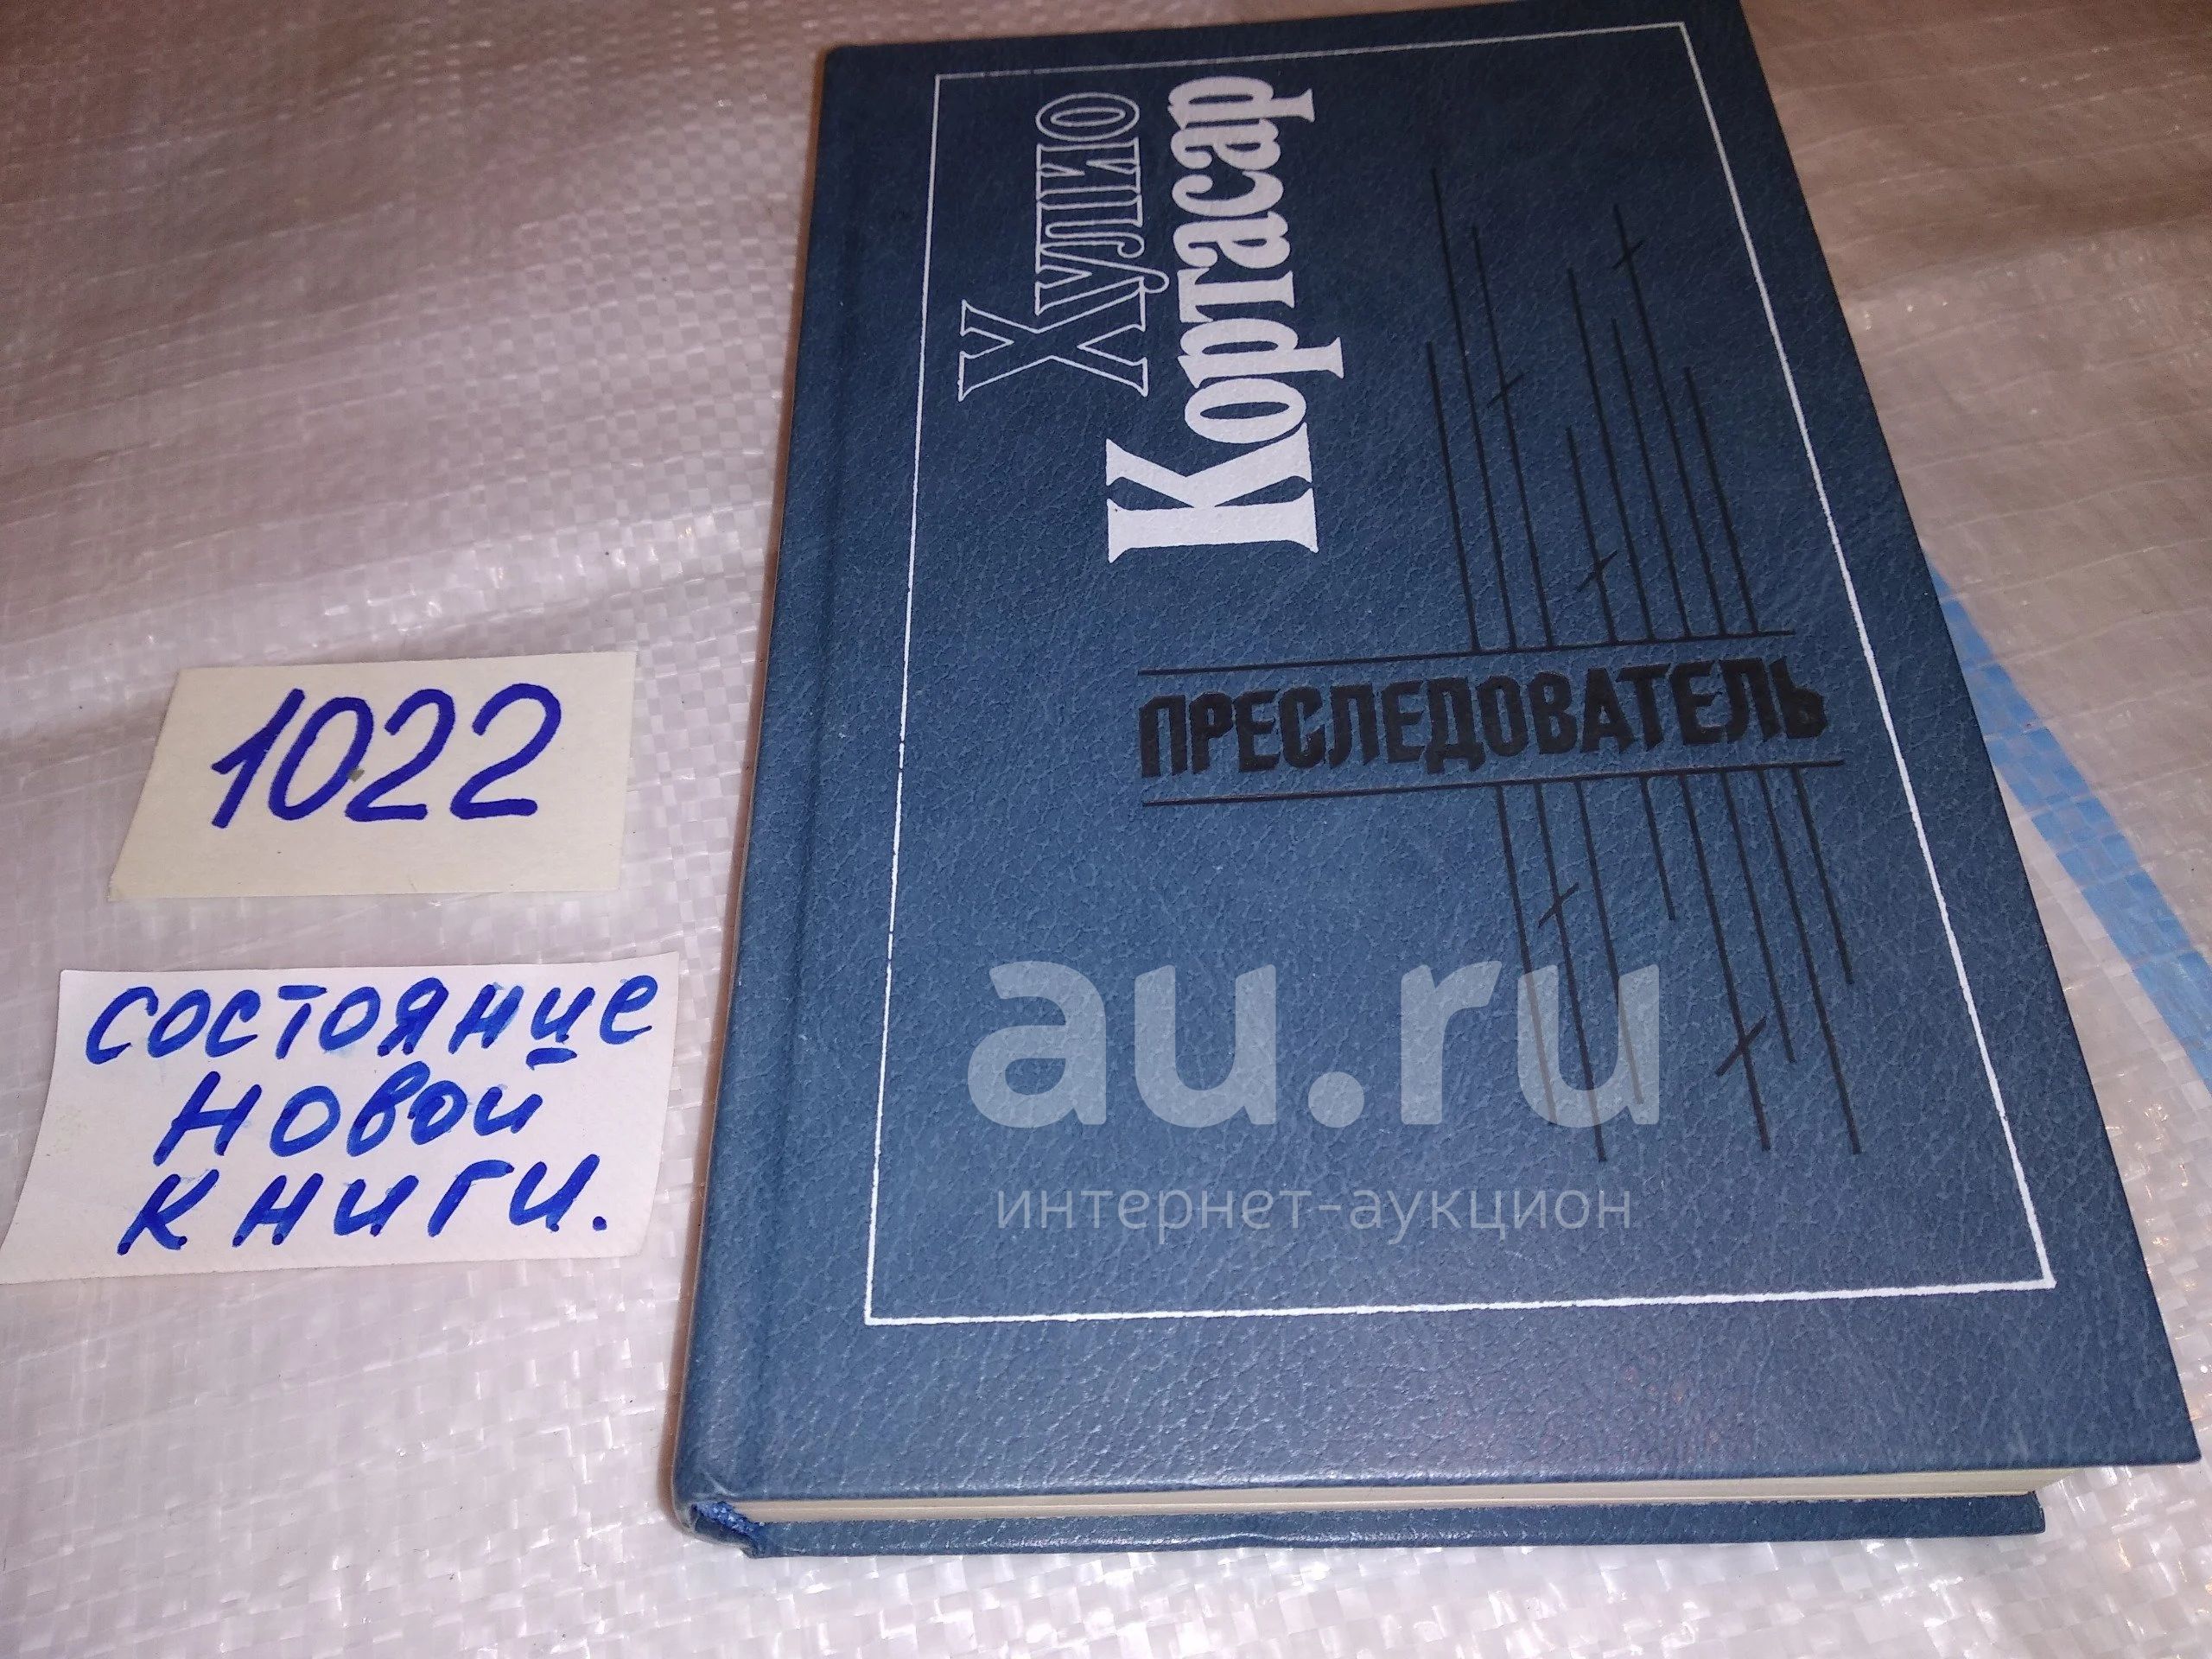 Хулио
Кортасар
ПРЕСЛЕДОВАТЕЛЬ
1022
состояние
новой
книги.
au.ru
интернет-аукцион